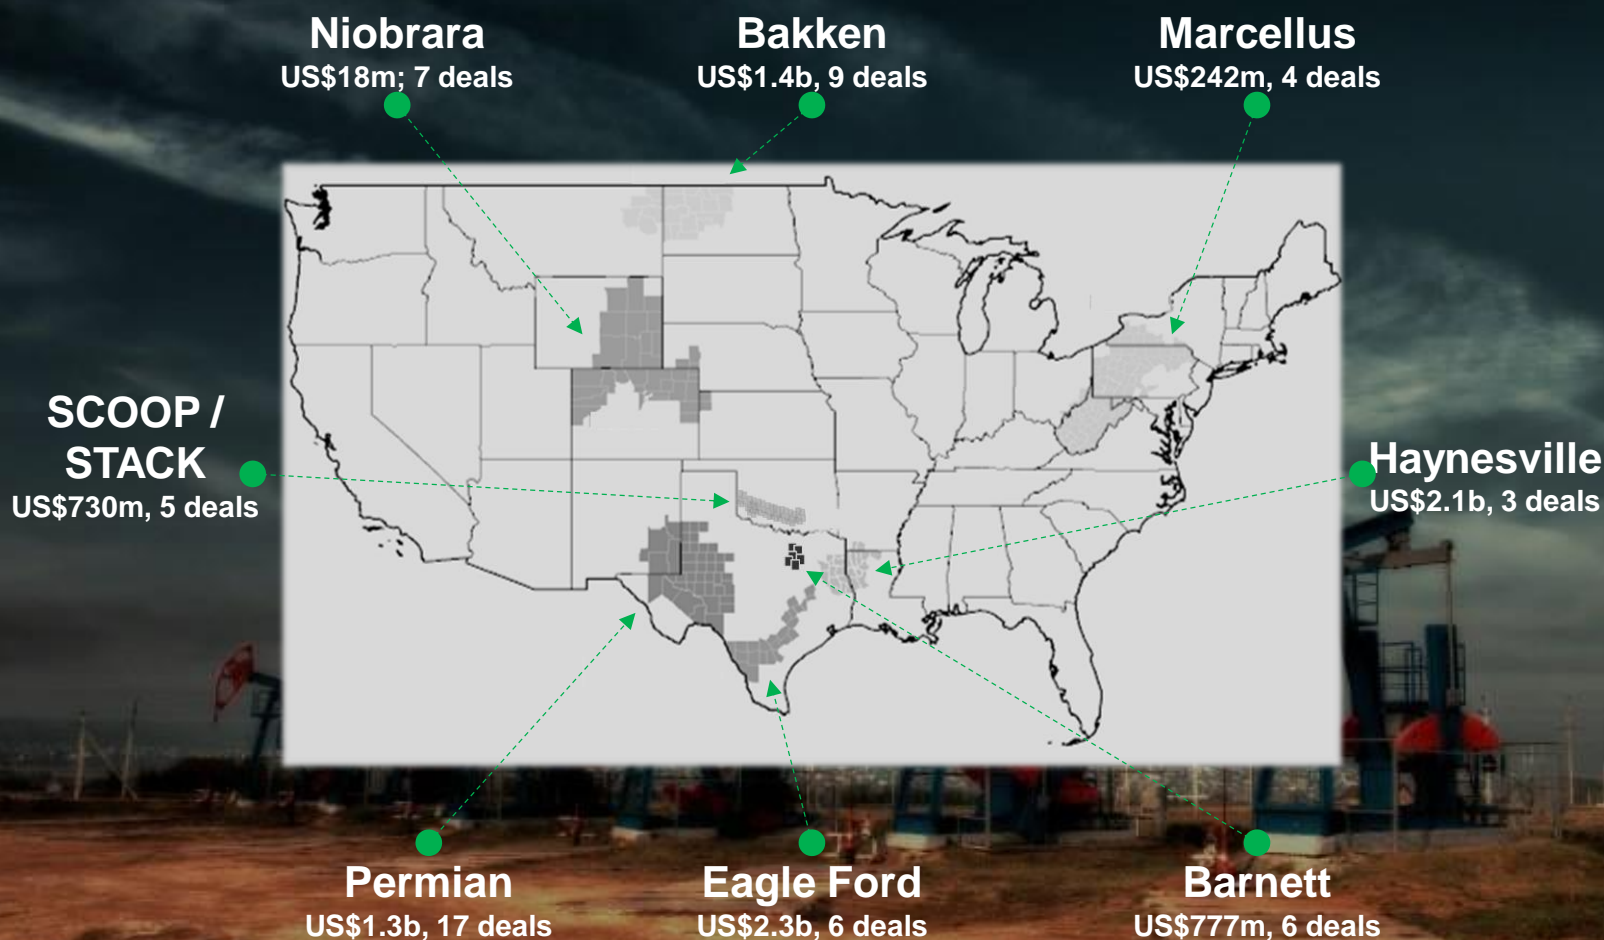 Niobrara
US$18m; 7 deals
Bakken
US$1.4b, 9 deals
Marcellus
US$242m, 4 deals
SCOOP /
STACK
US$730m, 5 deals
Haynesville
US$2.1b, 3 deals
Permian
US$1.3b, 17 deals
Eagle Ford
US$2.3b, 6 deals
Barnett
US$777m, 6 deals